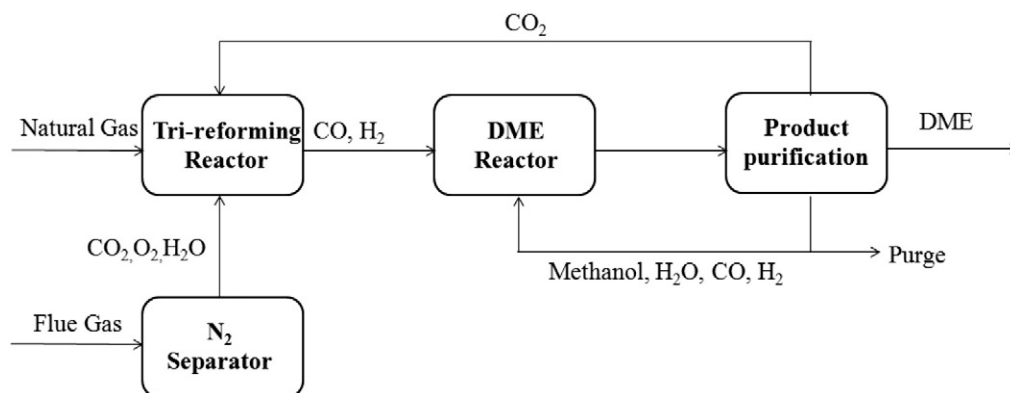 CO₂
Natural Gas
Tri-reforming
Reactor
CO, H₂
DME
Reactor
Product
purification
DME
CO₂,O₂,H₂O
Methanol, H₂O, CO, H₂
Purge
Flue Gas
N₂
Separator